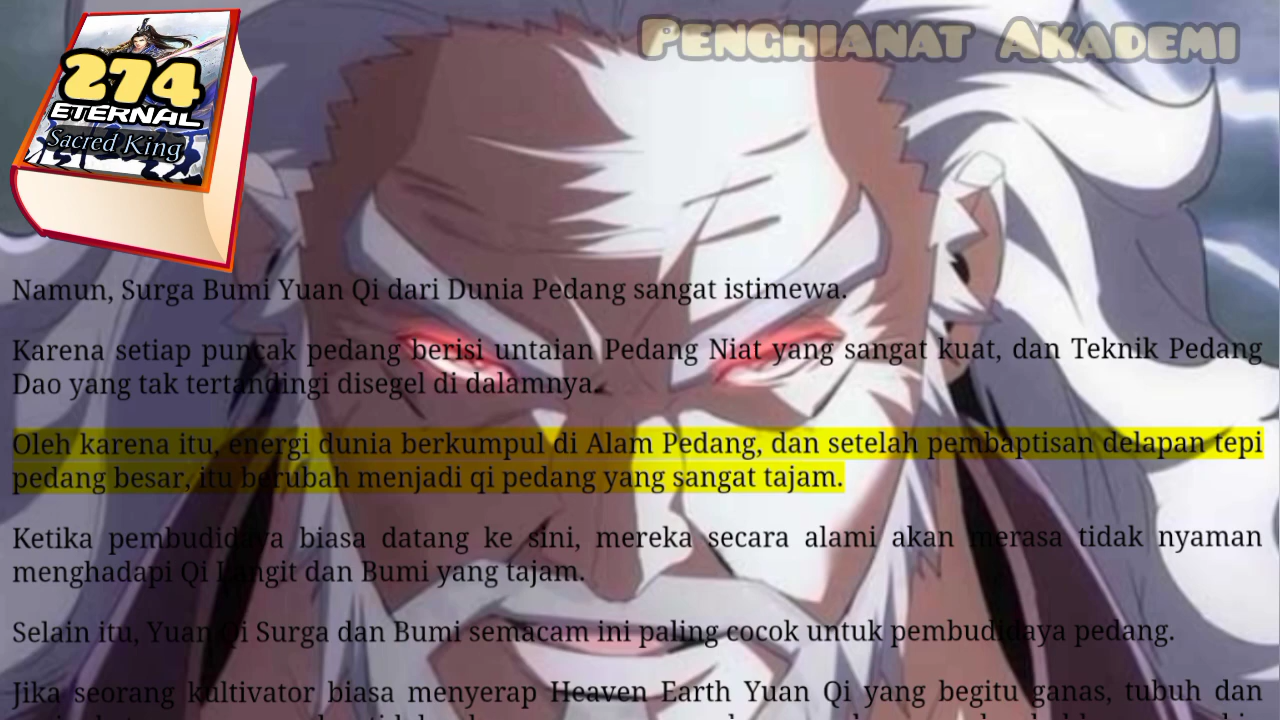 Penghianat Akademi
274
ETERNAL
Sacred King
Namun, Surga Bumi Yuan Qi dari Dunia Pedang sangat istimewa.
Karena setiap puncak pedang berisi untaian Pedang Niat yang sangat kuat, dan Teknik Pedang
Dao yang tak tertandingi disegel di dalamnya.
Oleh karena itu, energi dunia berkumpul di Alam Pedang, dan setelah pembaptisan delapan tepi
pedang besar, itu berubah menjadi qi pedang yang sangat tajam.
Ketika pembudidaya biasa datang ke sini, mereka secara alami akan merasa tidak nyaman
menghadapi Qi Langit dan Bumi yang tajam.
Selain itu, Yuan Qi Surga dan Bumi semacam ini paling cocok untuk pembudidaya pedang.
Jika seorang kultivator biasa menyerap Heaven Earth Yuan Qi yang begitu ganas, tubuh dan